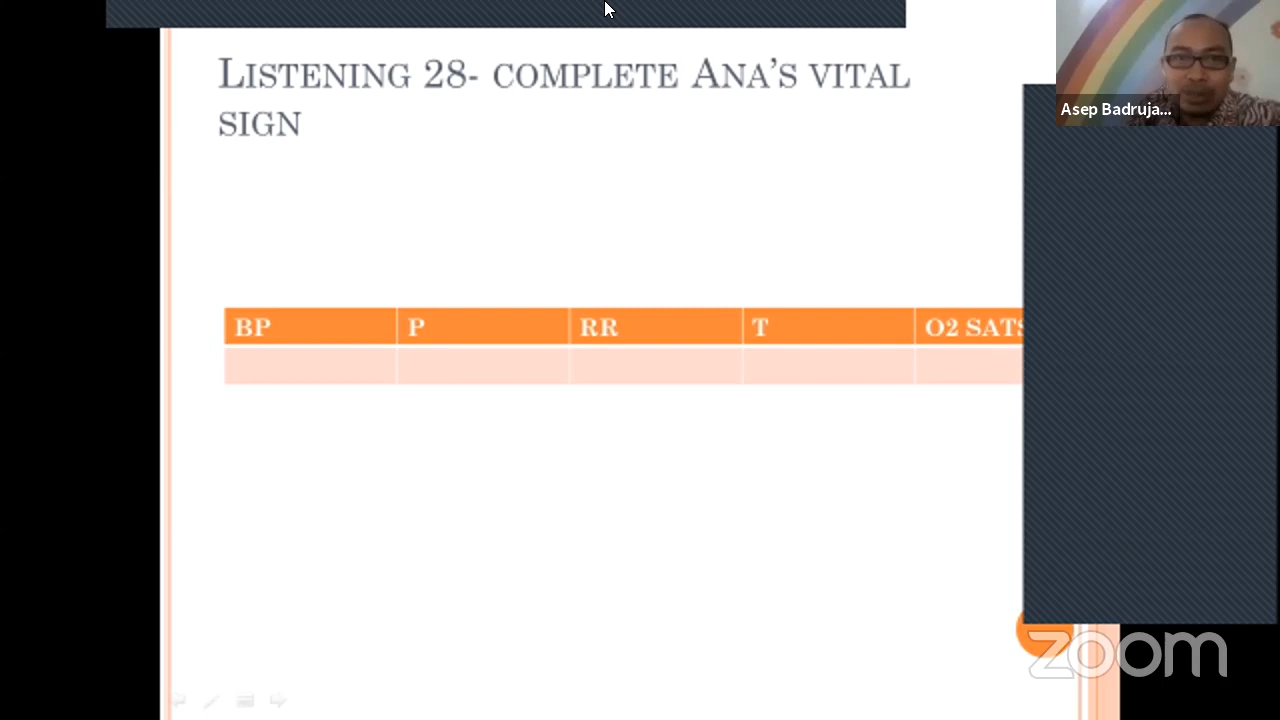 LISTENING 28- COMPLETE ANA'S VITAL
SIGN
Asep Badruja...
BP P RR T O2 SATS
zoom